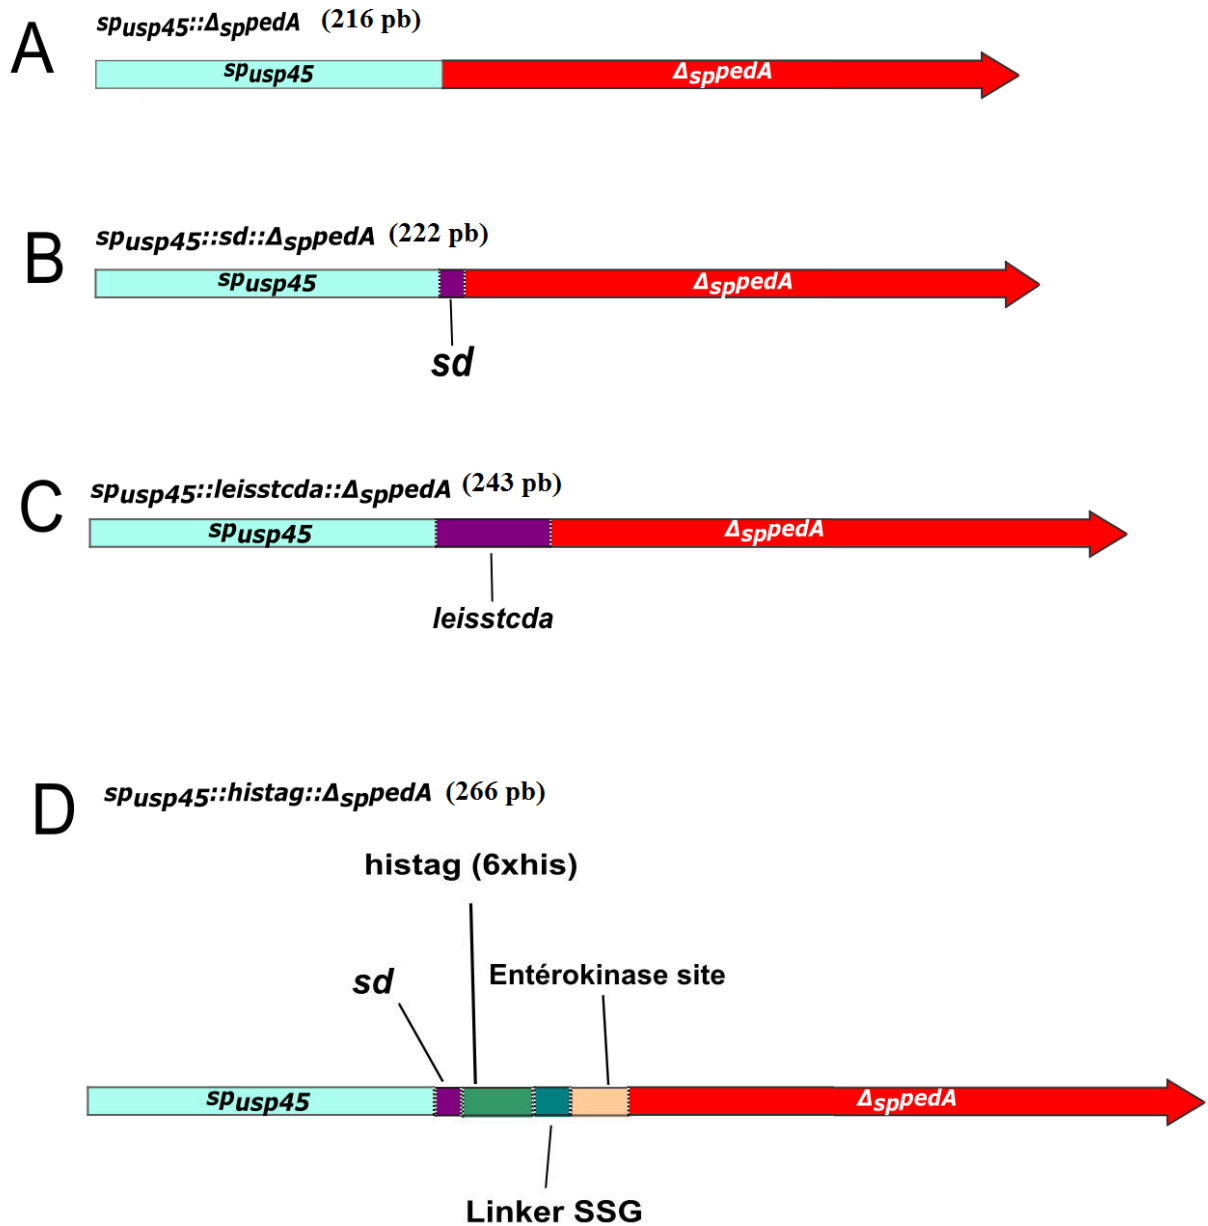 A
spusp45::ΔsppedA (216 pb)
spusp45 ΔsppedA
B
spusp45::sd::ΔsppedA (222 pb)
spusp45 ΔsppedA
sd
C
spusp45::leisstcda::ΔsppedA (243 pb)
spusp45 ΔsppedA
leisstcda
D
spusp45::histag::ΔsppedA (266 pb)
histag (6xhis)
sd
Entérokinase site
spusp45 ΔsppedA
Linker SSG